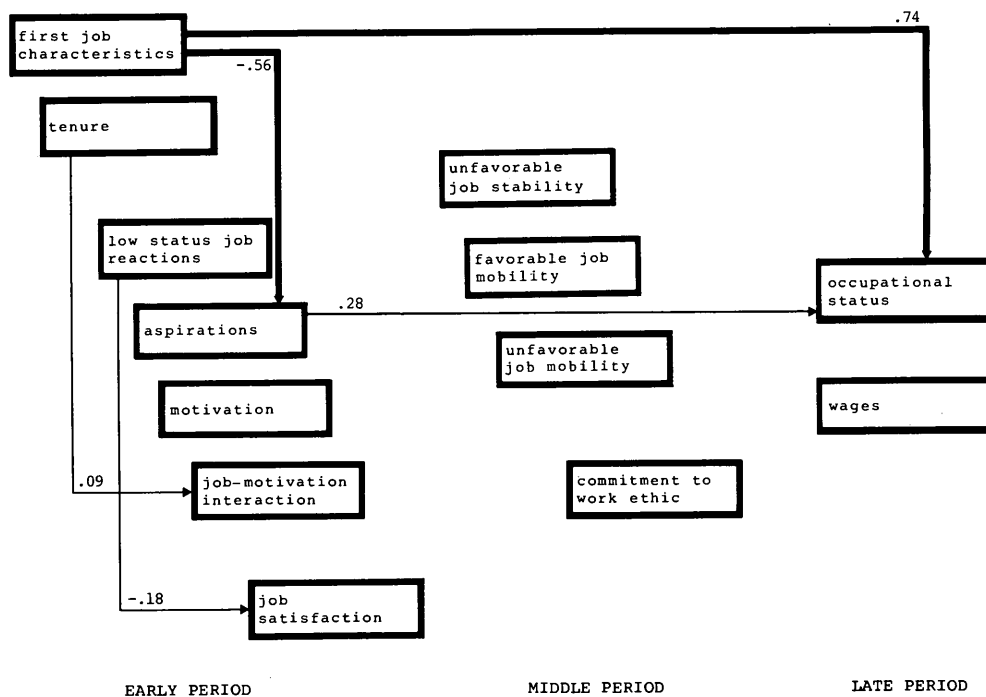 .74
first job
characteristics
-.56
tenure
unfavorable
job stability
low status job
reactions
favorable job
mobility
occupational
status
aspirations
.28
unfavorable
job mobility
motivation
wages
.09
job-motivation
interaction
commitment to
work ethic
-.18
job
satisfaction
EARLY PERIOD
MIDDLE PERIOD
LATE PERIOD